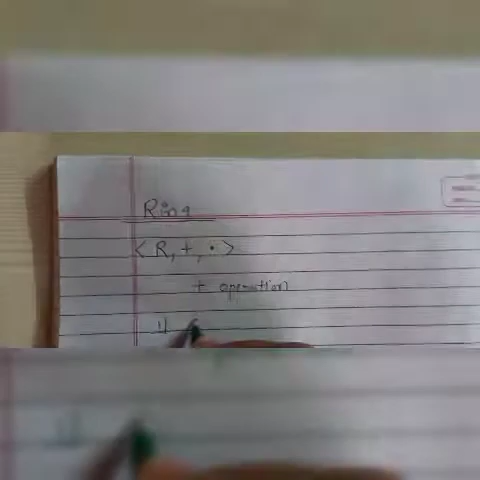 Ring
< R, + , • >
+ operation